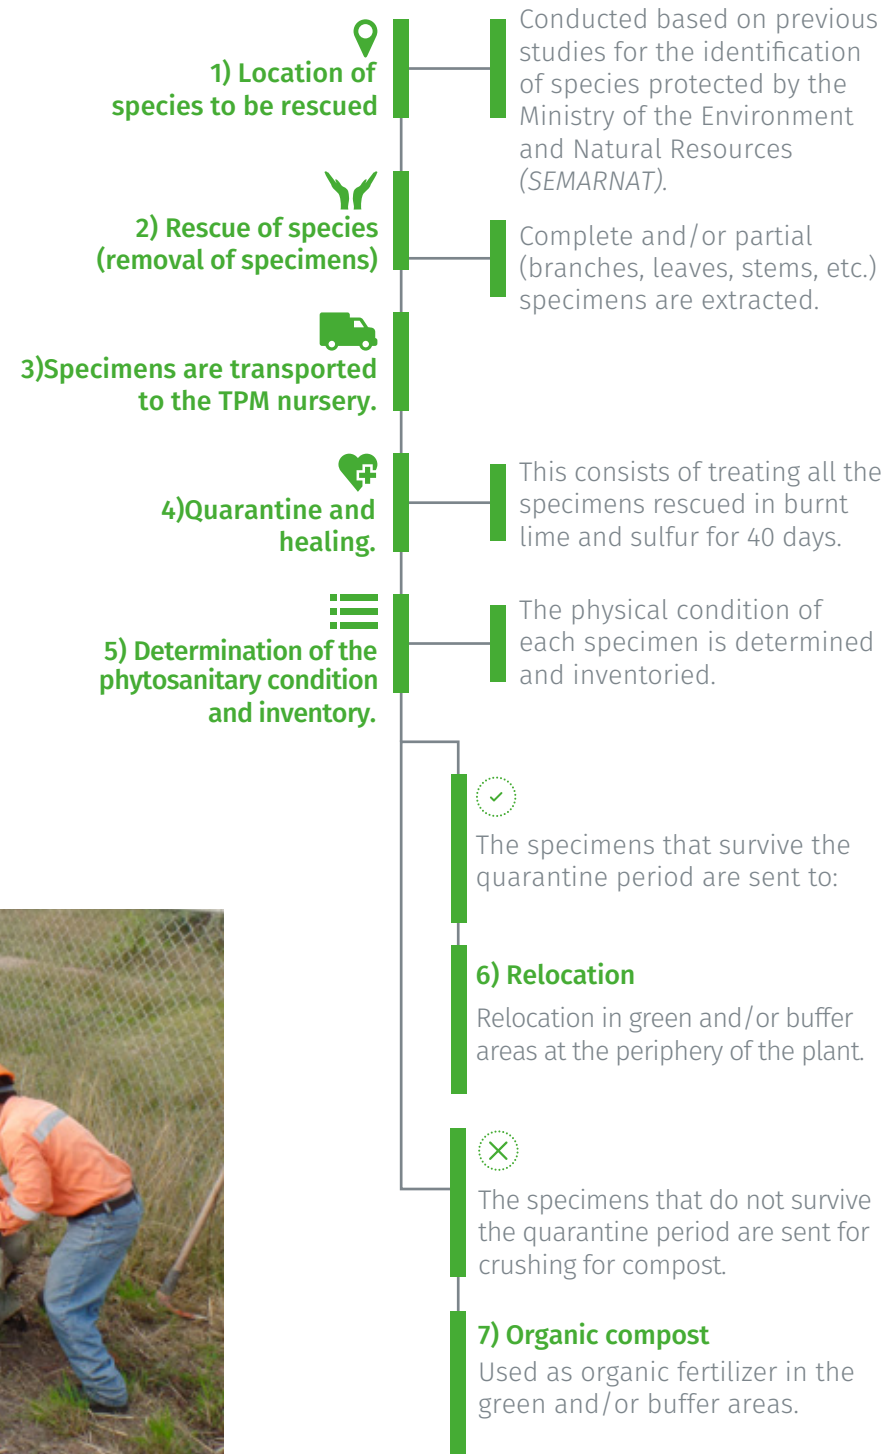 1) Location of
species to be rescued
Conducted based on previous
studies for the identification
of species protected by the
Ministry of the Environment
and Natural Resources
(SEMARNAT).
2) Rescue of species
(removal of specimens)
Complete and/or partial
(branches, leaves, stems, etc.)
specimens are extracted.
3)Specimens are transported
to the TPM nursery.
4)Quarantine and
healing.
This consists of treating all the
specimens rescued in burnt
lime and sulfur for 40 days.
5) Determination of the
phytosanitary condition
and inventory.
The physical condition of
each specimen is determined
and inventoried.
The specimens that survive the
quarantine period are sent to:
6) Relocation
Relocation in green and/or buffer
areas at the periphery of the plant.
The specimens that do not survive
the quarantine period are sent for
crushing for compost.
7) Organic compost
Used as organic fertilizer in the
green and/or buffer areas.